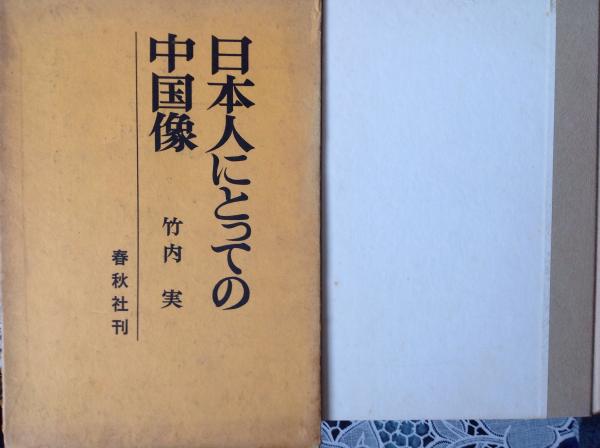 日本人にとっての
中国像
竹内 実
春秋社刊